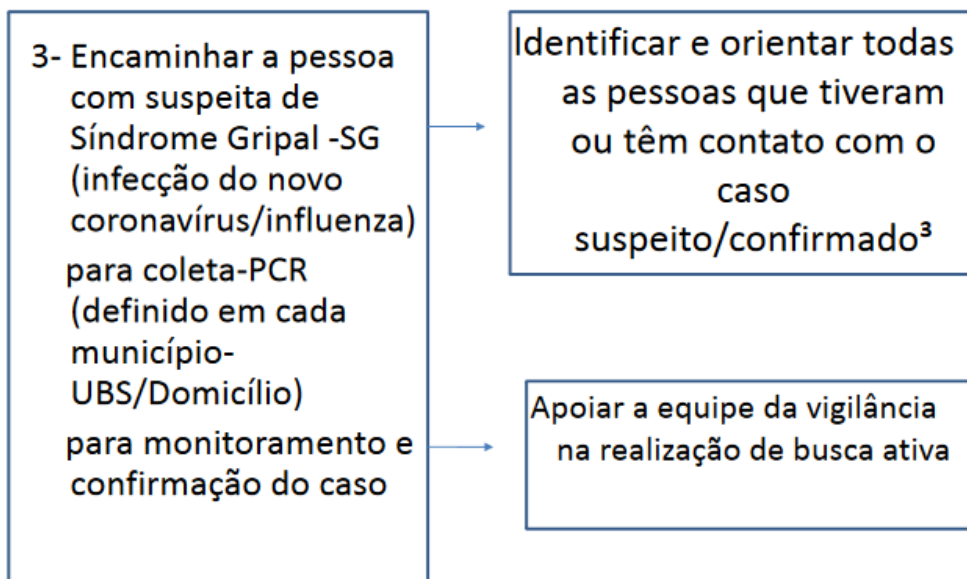 3- Encaminhar a pessoa
com suspeita de
Síndrome Gripal -SG
(infecção do novo
coronavírus/influenza)
para coleta-PCR
(definido em cada
município-
UBS/Domicílio)
para monitoramento e
confirmação do caso
Identificar e orientar todas
as pessoas que tiveram
ou têm contato com o
caso
suspeito/confirmado³
Apoiar a equipe da vigilância
na realização de busca ativa